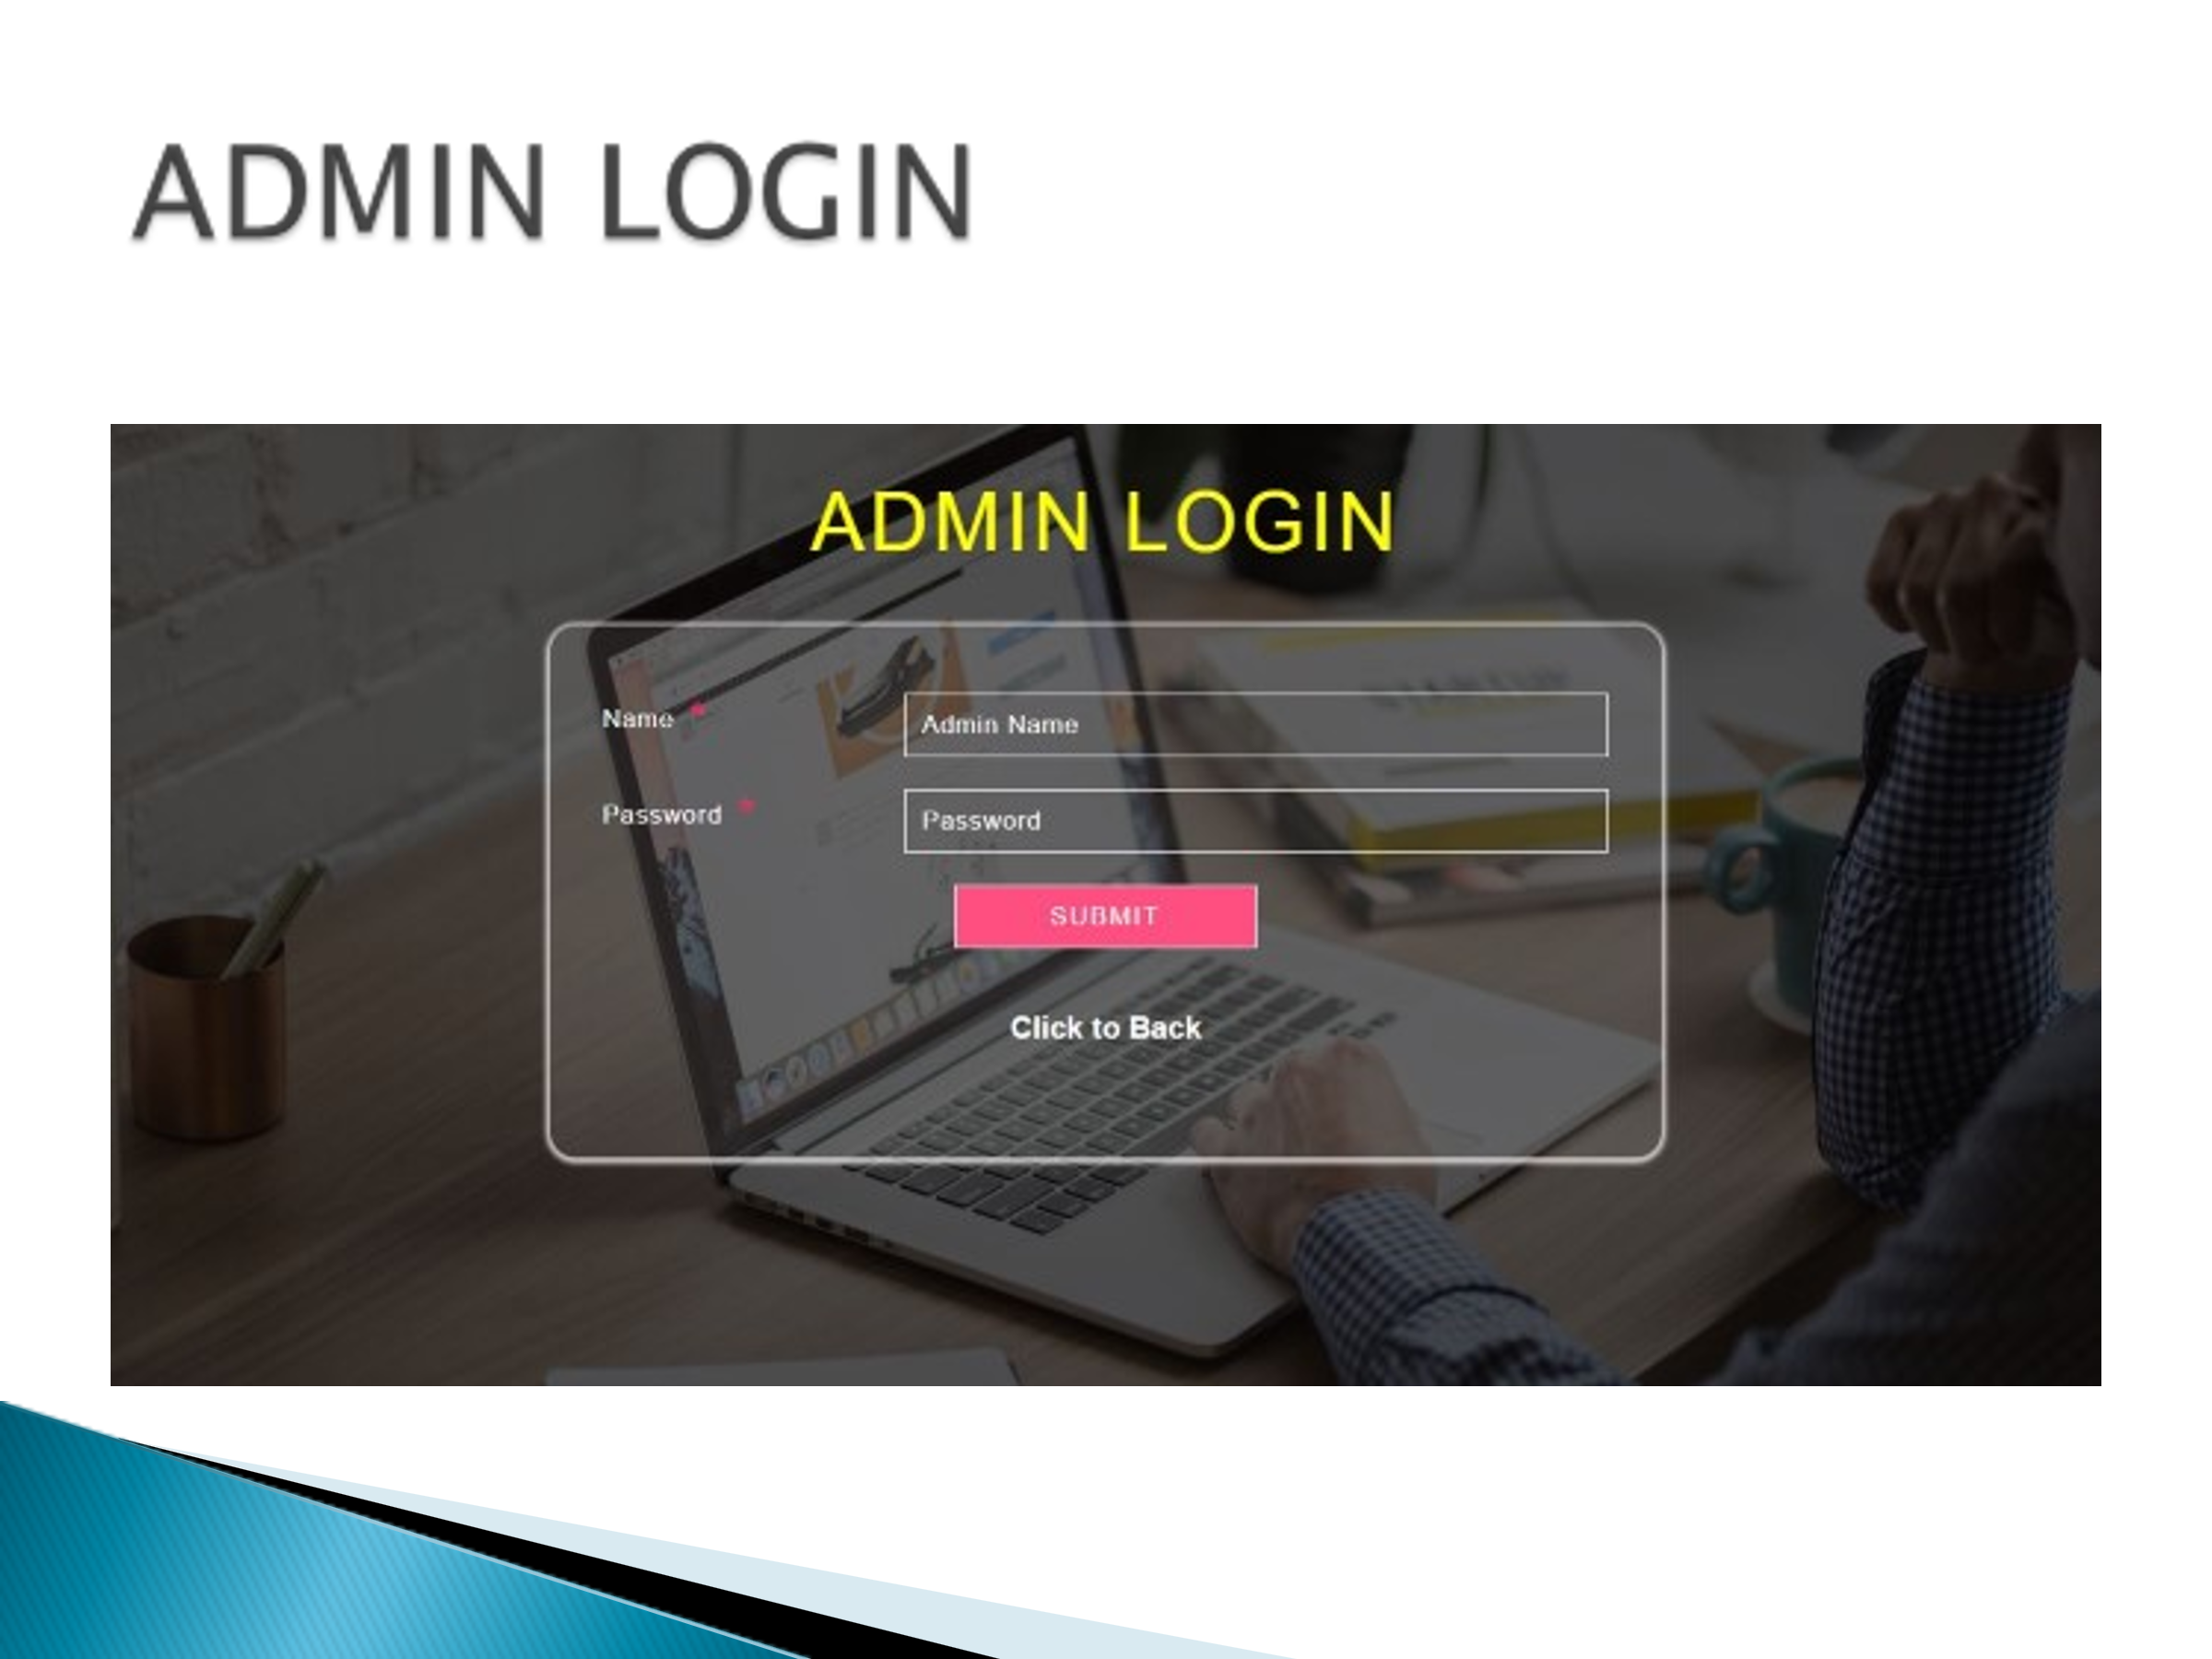 ADMIN LOGIN
ADMIN LOGIN
Name *
Admin Name
Password *
Password
SUBMIT
Click to Back